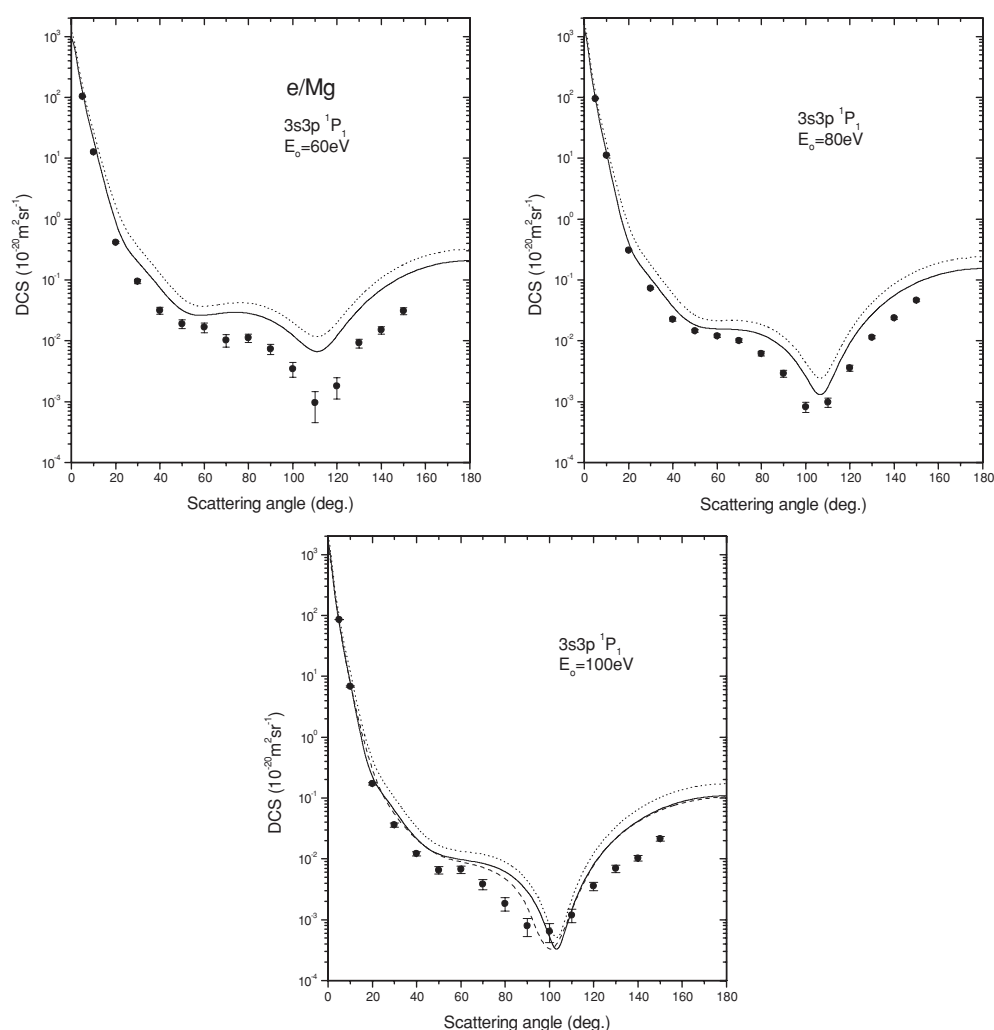 10³
10²
10¹
10⁰
10⁻¹
10⁻²
10⁻³
10⁻⁴
DCS (10⁻²⁰m²sr⁻¹)
e/Mg
3s3p ¹P₁
Eₒ=60eV
0 20 40 60 80 100 120 140 160 180
Scattering angle (deg.)
10³
10²
10¹
10⁰
10⁻¹
10⁻²
10⁻³
10⁻⁴
DCS (10⁻²⁰m²sr⁻¹)
3s3p ¹P₁
Eₒ=80eV
0 20 40 60 80 100 120 140 160 180
Scattering angle (deg.)
10³
10²
10¹
10⁰
10⁻¹
10⁻²
10⁻³
10⁻⁴
DCS (10⁻²⁰m²sr⁻¹)
3s3p ¹P₁
Eₒ=100eV
0 20 40 60 80 100 120 140 160 180
Scattering angle (deg.)